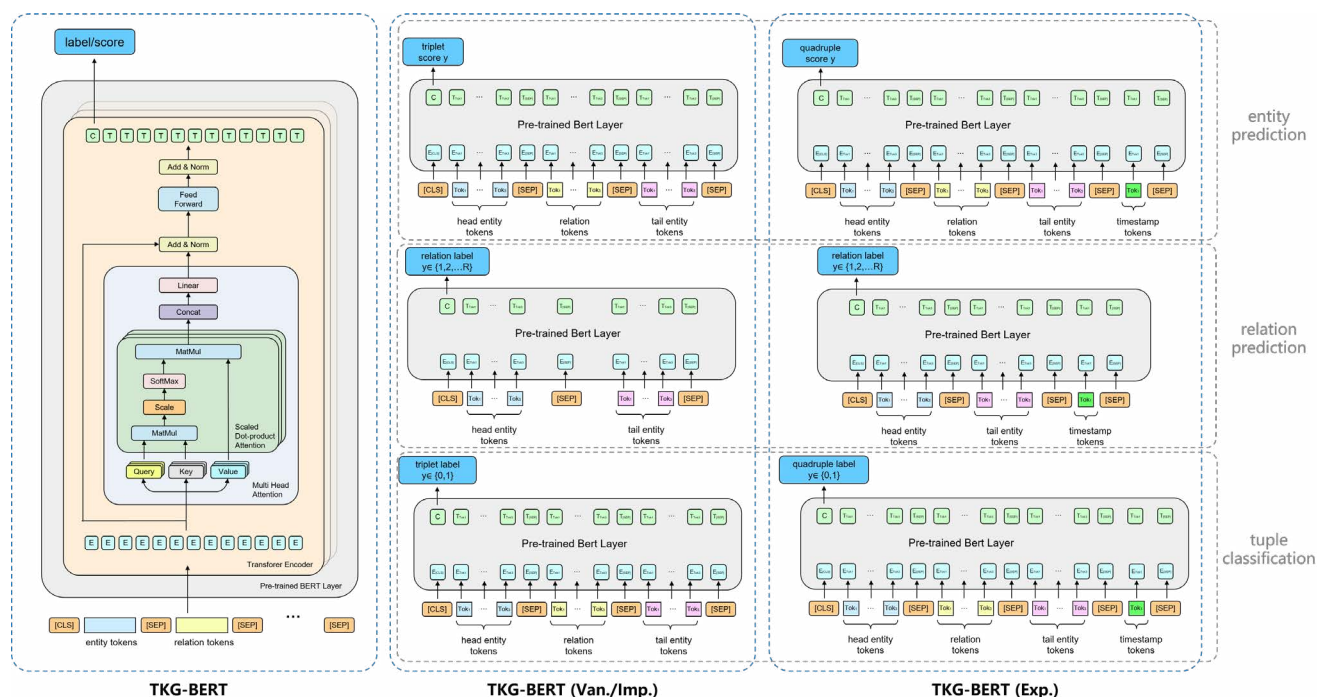 label/score
C T T T T T T T T T T T T
Add & Norm
Feed
Forward
Add & Norm
Linear
Concat
MatMul
SoftMax
Scale
MatMul
Scaled
Dot-product
Attention
Query
Key
Value
Multi Head
Attention
E E E E E E E E E E E E E
Transforer Encoder
Pre-trained BERT Layer
[CLS]
entity tokens
[SEP]
relation tokens
[SEP]
...
[SEP]
TKG-BERT
triplet
score y
Pre-trained Bert Layer
[CLS] ... [SEP] ... [SEP] ... [SEP]
head entity
tokens
relation
tokens
tail entity
tokens
quadruple
score y
Pre-trained Bert Layer
[CLS] ... [SEP] ... [SEP] ... [SEP] [SEP]
head entity
tokens
relation
tokens
tail entity
tokens
timestamp
tokens
entity
prediction
relation label
y∈ {1,2,...R}
Pre-trained Bert Layer
[CLS] ... [SEP] ... [SEP]
head entity
tokens
tail entity
tokens
relation label
y∈ {1,2,...R}
Pre-trained Bert Layer
[CLS] ... [SEP] ... [SEP] [SEP]
head entity
tokens
tail entity
tokens
timestamp
tokens
relation
prediction
triplet label
y∈ {0,1}
Pre-trained Bert Layer
[CLS] ... [SEP] ... [SEP] ... [SEP]
head entity
tokens
relation
tokens
tail entity
tokens
TKG-BERT (Van./Imp.)
quadruple label
y∈ {0,1}
Pre-trained Bert Layer
[CLS] ... [SEP] ... [SEP] ... [SEP] [SEP]
head entity
tokens
relation
tokens
tail entity
tokens
timestamp
tokens
tuple
classification
TKG-BERT (Exp.)